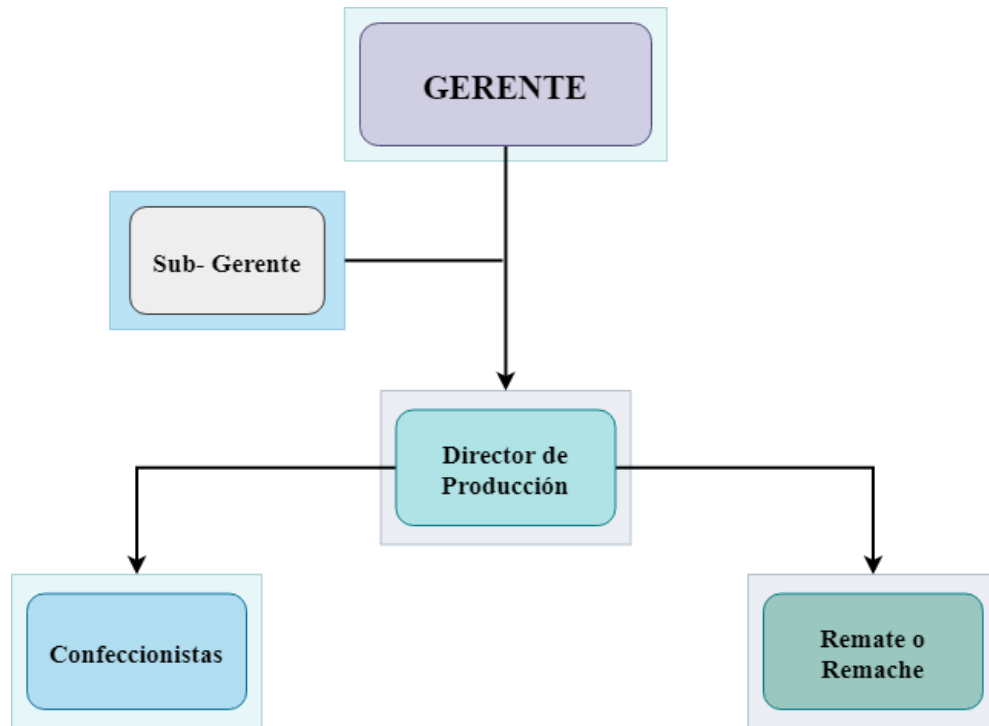 GERENTE
Sub- Gerente
Director de
Producción
Confeccionistas
Remate o
Remache